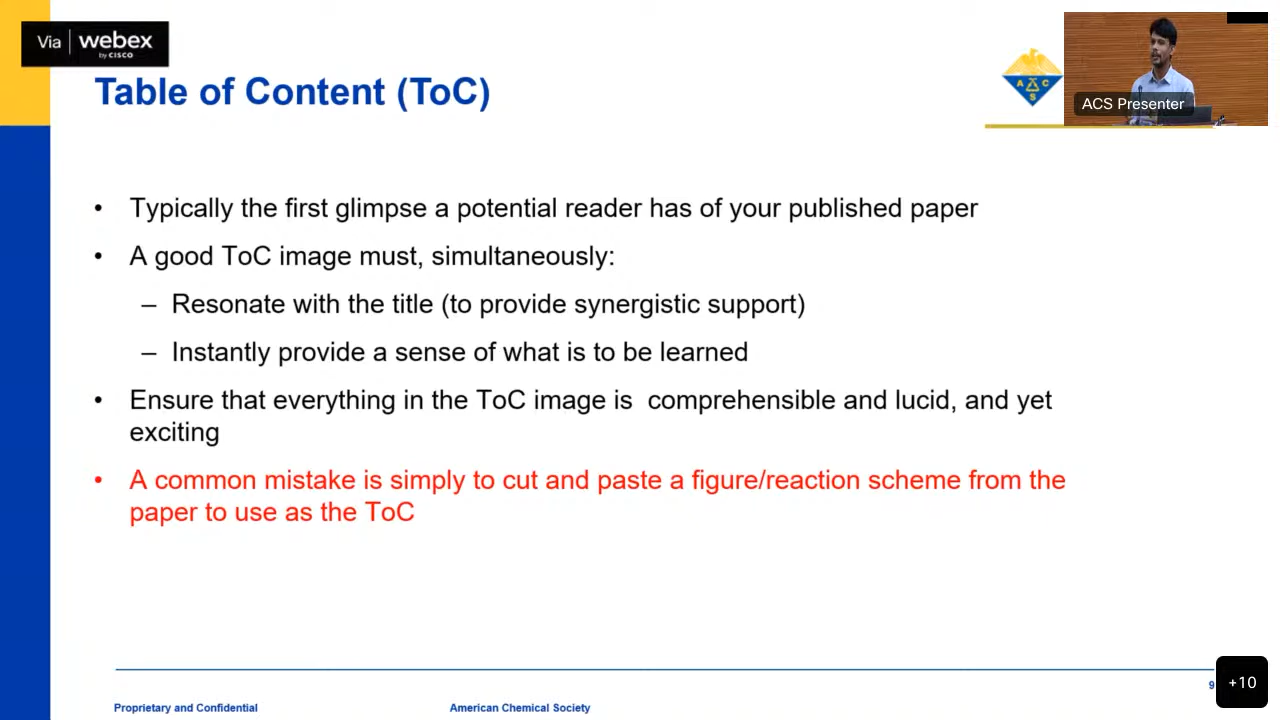 Via webex
by CISCO
Table of Content (ToC)
A C S
ACS Presenter
• Typically the first glimpse a potential reader has of your published paper
• A good ToC image must, simultaneously:
– Resonate with the title (to provide synergistic support)
– Instantly provide a sense of what is to be learned
• Ensure that everything in the ToC image is comprehensible and lucid, and yet
exciting
• A common mistake is simply to cut and paste a figure/reaction scheme from the
paper to use as the ToC
9
+10
Proprietary and Confidential
American Chemical Society